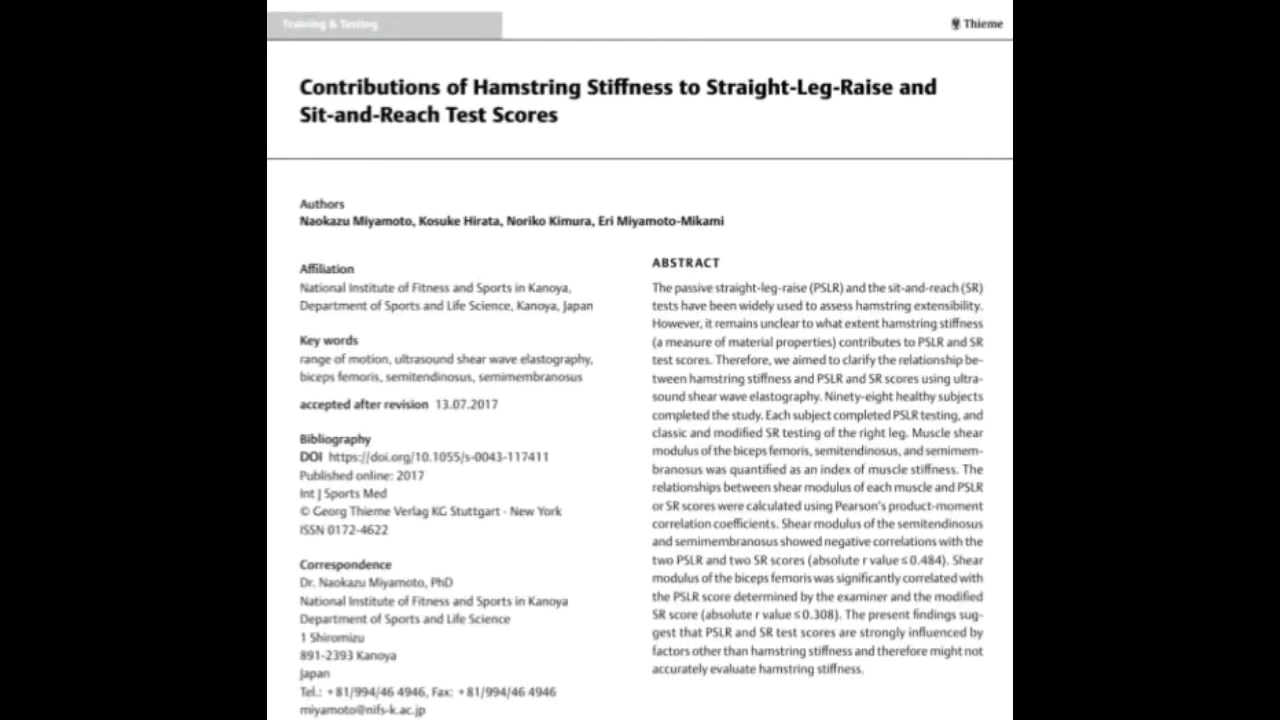 Training & Testing
Thieme
Contributions of Hamstring Stiffness to Straight-Leg-Raise and
Sit-and-Reach Test Scores
Authors
Naokazu Miyamoto, Kosuke Hirata, Noriko Kimura, Eri Miyamoto-Mikami
Affiliation
National Institute of Fitness and Sports in Kanoya,
Department of Sports and Life Science, Kanoya, Japan
Key words
range of motion, ultrasound shear wave elastography,
biceps femoris, semitendinosus, semimembranosus
accepted after revision 13.07.2017
Bibliography
DOI https://doi.org/10.1055/s-0043-117411
Published online: 2017
Int J Sports Med
© Georg Thieme Verlag KG Stuttgart · New York
ISSN 0172-4622
Correspondence
Dr. Naokazu Miyamoto, PhD
National Institute of Fitness and Sports in Kanoya
Department of Sports and Life Science
1 Shiromizu
891-2393 Kanoya
Japan
Tel.: +81/994/46 4946, Fax: +81/994/46 4946
miyamoto@nifs-k.ac.jp
ABSTRACT
The passive straight-leg-raise (PSLR) and the sit-and-reach (SR)
tests have been widely used to assess hamstring extensibility.
However, it remains unclear to what extent hamstring stiffness
(a measure of material properties) contributes to PSLR and SR
test scores. Therefore, we aimed to clarify the relationship be-
tween hamstring stiffness and PSLR and SR scores using ultra-
sound shear wave elastography. Ninety-eight healthy subjects
completed the study. Each subject completed PSLR testing, and
classic and modified SR testing of the right leg. Muscle shear
modulus of the biceps femoris, semitendinosus, and semimem-
branosus was quantified as an index of muscle stiffness. The
relationships between shear modulus of each muscle and PSLR
or SR scores were calculated using Pearson's product-moment
correlation coefficients. Shear modulus of the semitendinosus
and semimembranosus showed negative correlations with the
two PSLR and two SR scores (absolute r value ≤ 0.484). Shear
modulus of the biceps femoris was significantly correlated with
the PSLR score determined by the examiner and the modified
SR score (absolute r value ≤ 0.308). The present findings sug-
gest that PSLR and SR test scores are strongly influenced by
factors other than hamstring stiffness and therefore might not
accurately evaluate hamstring stiffness.